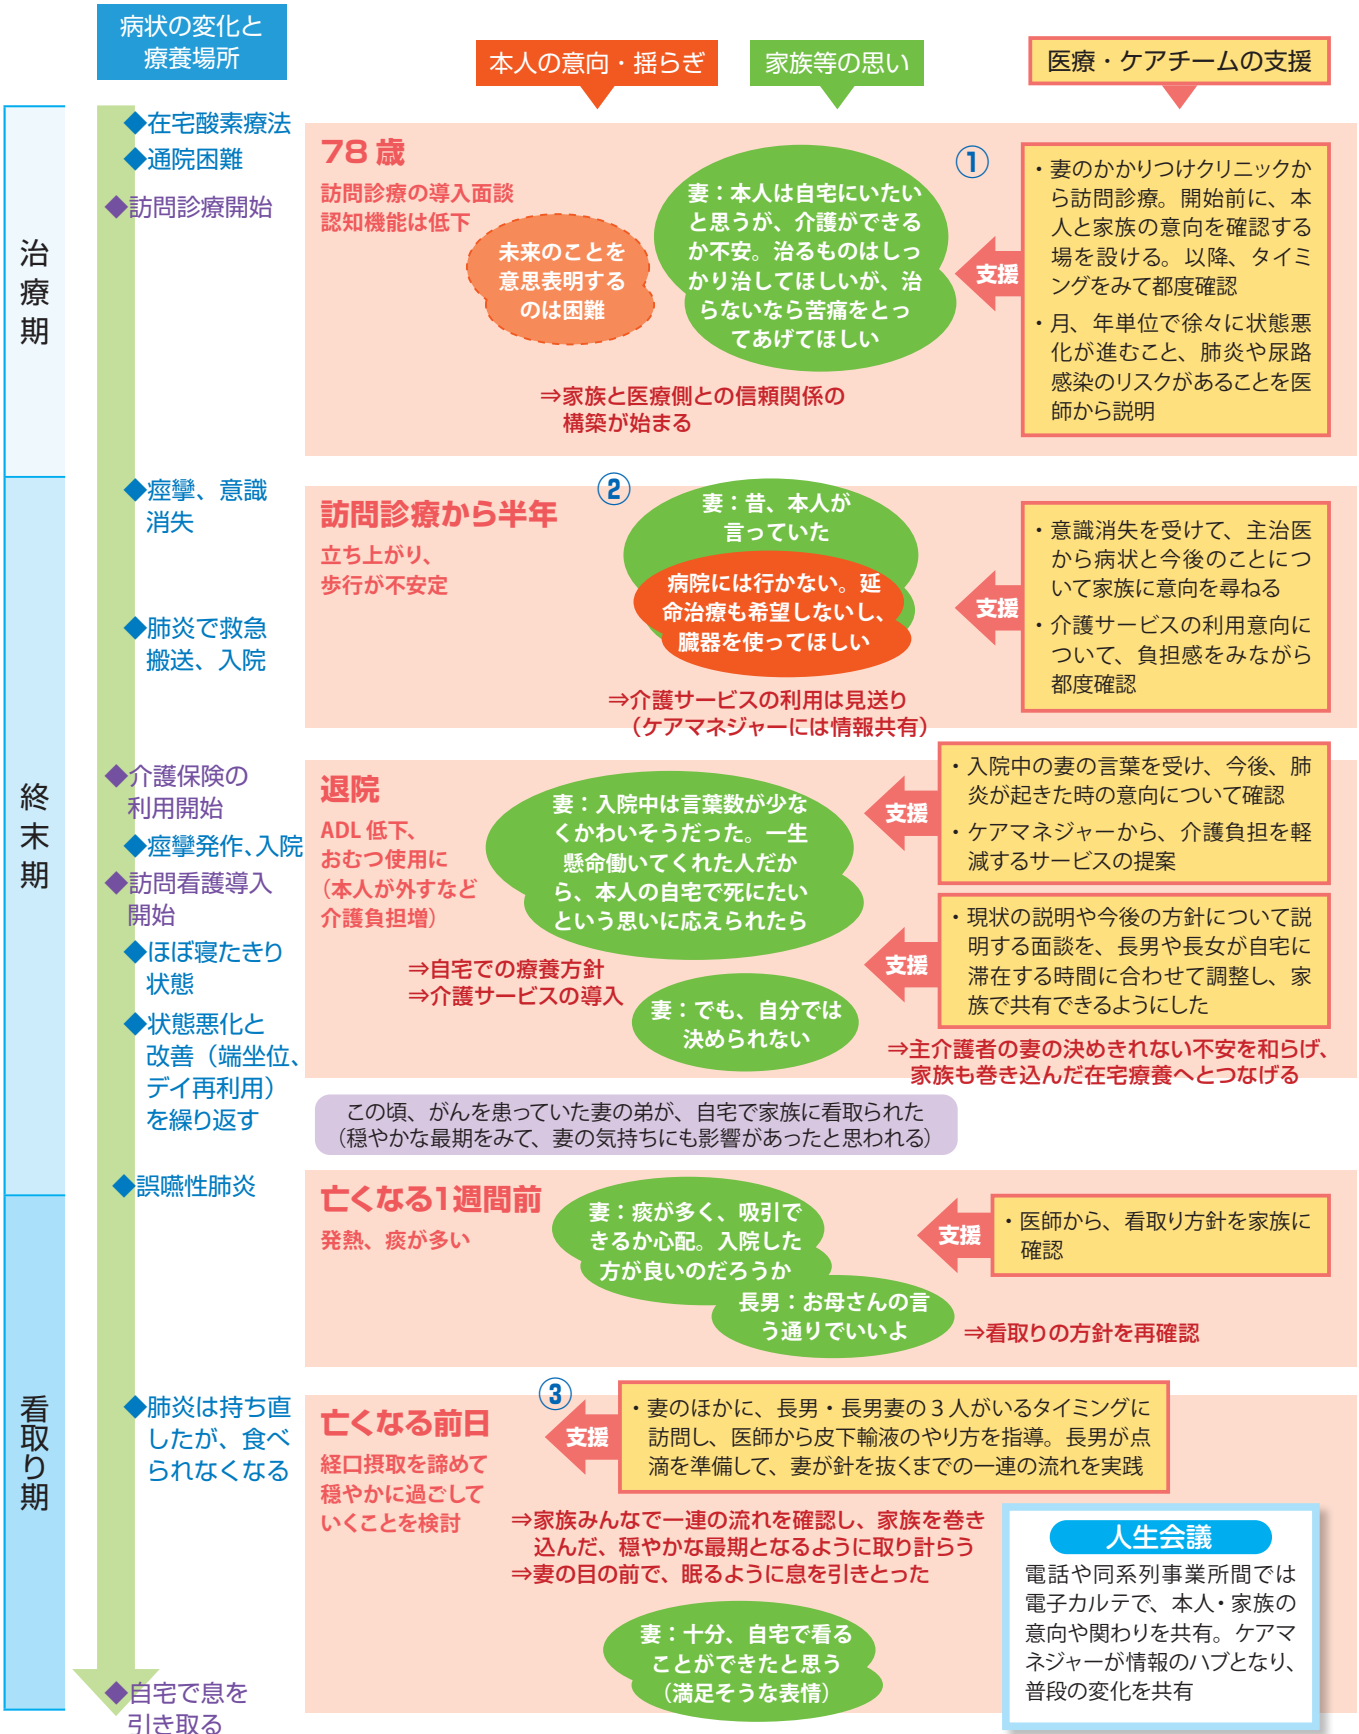 病状の変化と
療養場所
本人の意向・揺らぎ
家族等の思い
医療・ケアチームの支援
治療期
◆在宅酸素療法
◆通院困難
◆訪問診療開始
78歳
訪問診療の導入面談
認知機能は低下
未来のことを
意思表明する
のは困難
妻：本人は自宅にいたい
と思うが、介護ができる
か不安。治るものはしっ
かり治してほしいが、治
らないなら苦痛をとっ
てあげてほしい
①
支援
・妻のかかりつけクリニックか
ら訪問診療。開始前に、本
人と家族の意向を確認する
場を設ける。以降、タイミ
ングをみて都度確認
・月、年単位で徐々に状態悪
化が進むこと、肺炎や尿路
感染のリスクがあることを医
師から説明
⇒家族と医療側との信頼関係の
構築が始まる
終末期
◆痙攣、意識
消失
◆肺炎で救急
搬送、入院
訪問診療から半年
立ち上がり、
歩行が不安定
②
妻：昔、本人が
言っていた
病院には行かない。延
命治療も希望しないし、
臓器を使ってほしい
支援
・意識消失を受けて、主治医
から病状と今後のことにつ
いて家族に意向を尋ねる
・介護サービスの利用意向に
ついて、負担感をみながら
都度確認
⇒介護サービスの利用は見送り
（ケアマネジャーには情報共有）
◆介護保険の
利用開始
◆痙攣発作、入院
◆訪問看護導入
開始
◆ほぼ寝たきり
状態
◆状態悪化と
改善（端坐位、
デイ再利用）
を繰り返す
退院
ADL低下、
おむつ使用に
（本人が外すなど
介護負担増）
妻：入院中は言葉数が少な
くかわいそうだった。一生
懸命働いてくれた人だか
ら、本人の自宅で死にたい
という思いに応えられたら
支援
・入院中の妻の言葉を受け、今後、肺
炎が起きた時の意向について確認
・ケアマネジャーから、介護負担を軽
減するサービスの提案
⇒自宅での療養方針
⇒介護サービスの導入
妻：でも、自分では
決められない
支援
・現状の説明や今後の方針について説
明する面談を、長男や長女が自宅に
滞在する時間に合わせて調整し、家
族で共有できるようにした
⇒主介護者の妻の決めきれない不安を和らげ、
家族も巻き込んだ在宅療養へとつなげる
この頃、がんを患っていた妻の弟が、自宅で家族に看取られた
（穏やかな最期をみて、妻の気持ちにも影響があったと思われる）
看取り期
◆誤嚥性肺炎
亡くなる1週間前
発熱、痰が多い
妻：痰が多く、吸引で
きるか心配。入院した
方が良いのだろうか
長男：お母さんの言
う通りでいいよ
支援
・医師から、看取り方針を家族に
確認
⇒看取りの方針を再確認
◆肺炎は持ち直
したが、食べ
られなくなる
亡くなる前日
経口摂取を諦めて
穏やかに過ごして
いくことを検討
③
支援
・妻のほかに、長男・長男妻の3人がいるタイミングに
訪問し、医師から皮下輸液のやり方を指導。長男が点
滴を準備して、妻が針を抜くまでの一連の流れを実践
⇒家族みんなで一連の流れを確認し、家族を巻き
込んだ、穏やかな最期となるように取り計らう
⇒妻の目の前で、眠るように息を引きとった
妻：十分、自宅で看る
ことができたと思う
（満足そうな表情）
人生会議
電話や同系列事業所間では
電子カルテで、本人・家族の
意向や関わりを共有。ケアマ
ネジャーが情報のハブとなり、
普段の変化を共有
◆自宅で息を
引き取る